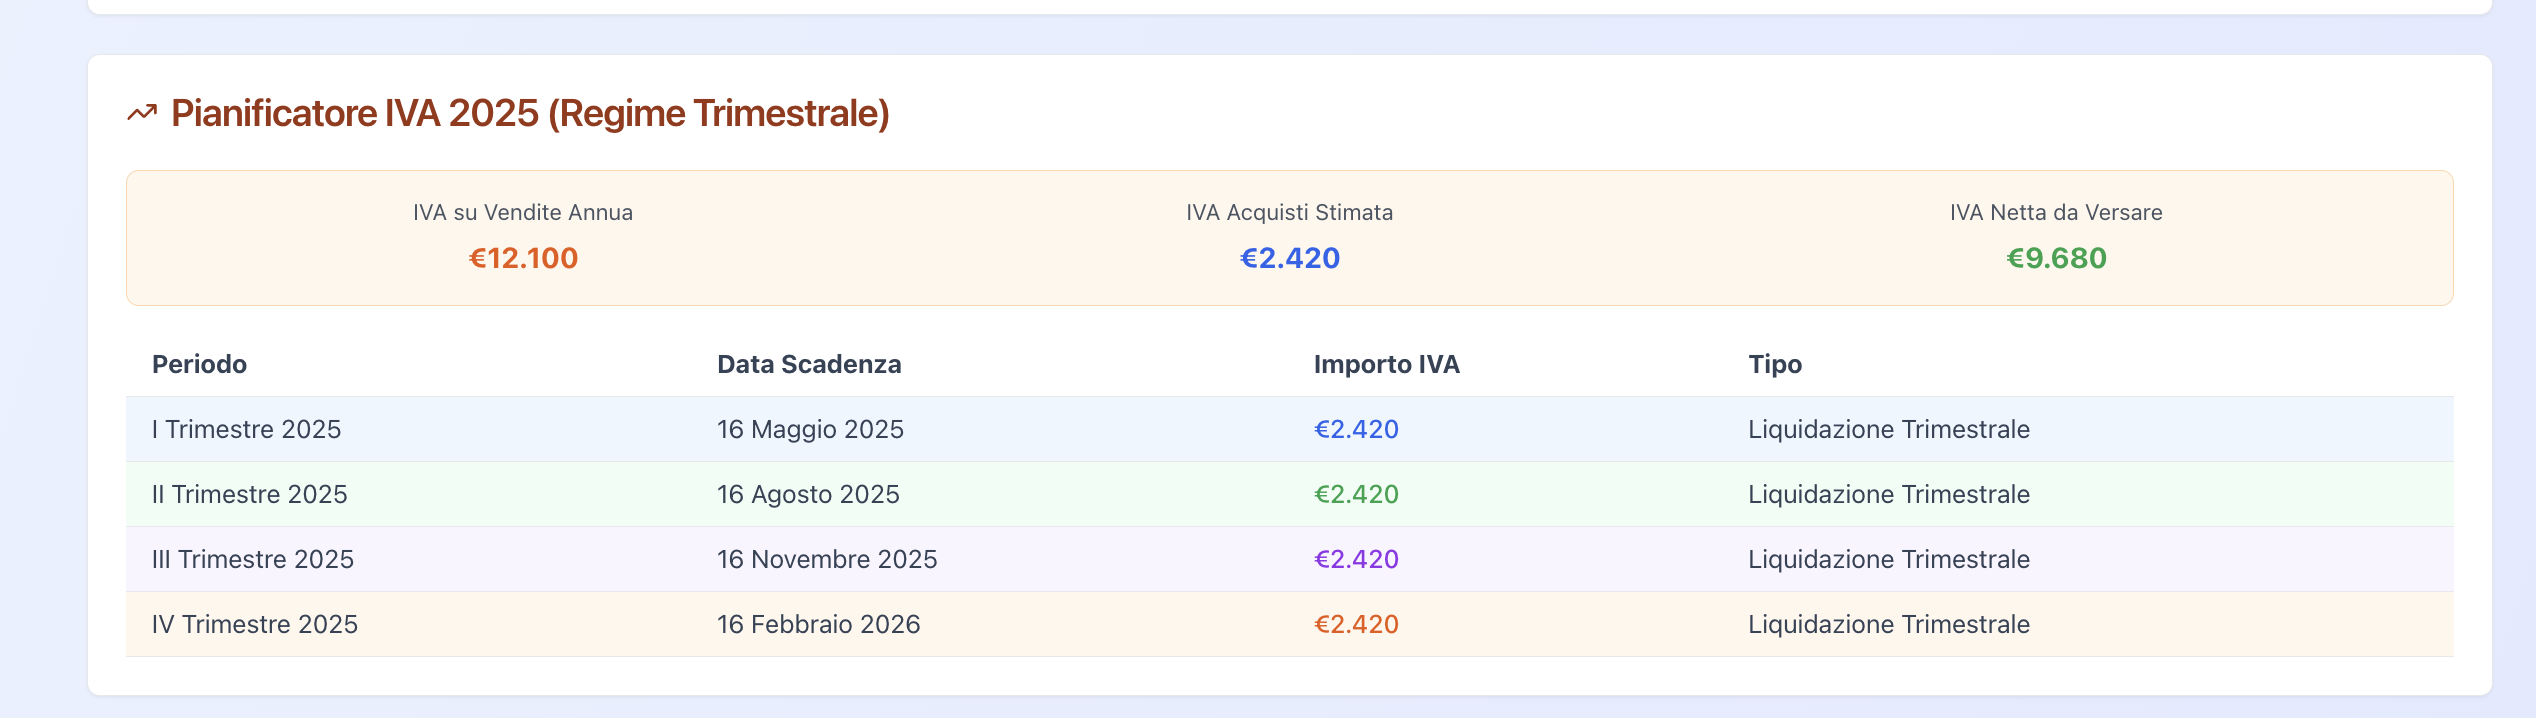 Pianificatore IVA 2025 (Regime Trimestrale)
IVA su Vendite Annua IVA Acquisti Stimata IVA Netta da Versare
€12.100 €2.420 €9.680
Periodo Data Scadenza Importo IVA Tipo
I Trimestre 2025 16 Maggio 2025 €2.420 Liquidazione Trimestrale
II Trimestre 2025 16 Agosto 2025 €2.420 Liquidazione Trimestrale
III Trimestre 2025 16 Novembre 2025 €2.420 Liquidazione Trimestrale
IV Trimestre 2025 16 Febbraio 2026 €2.420 Liquidazione Trimestrale